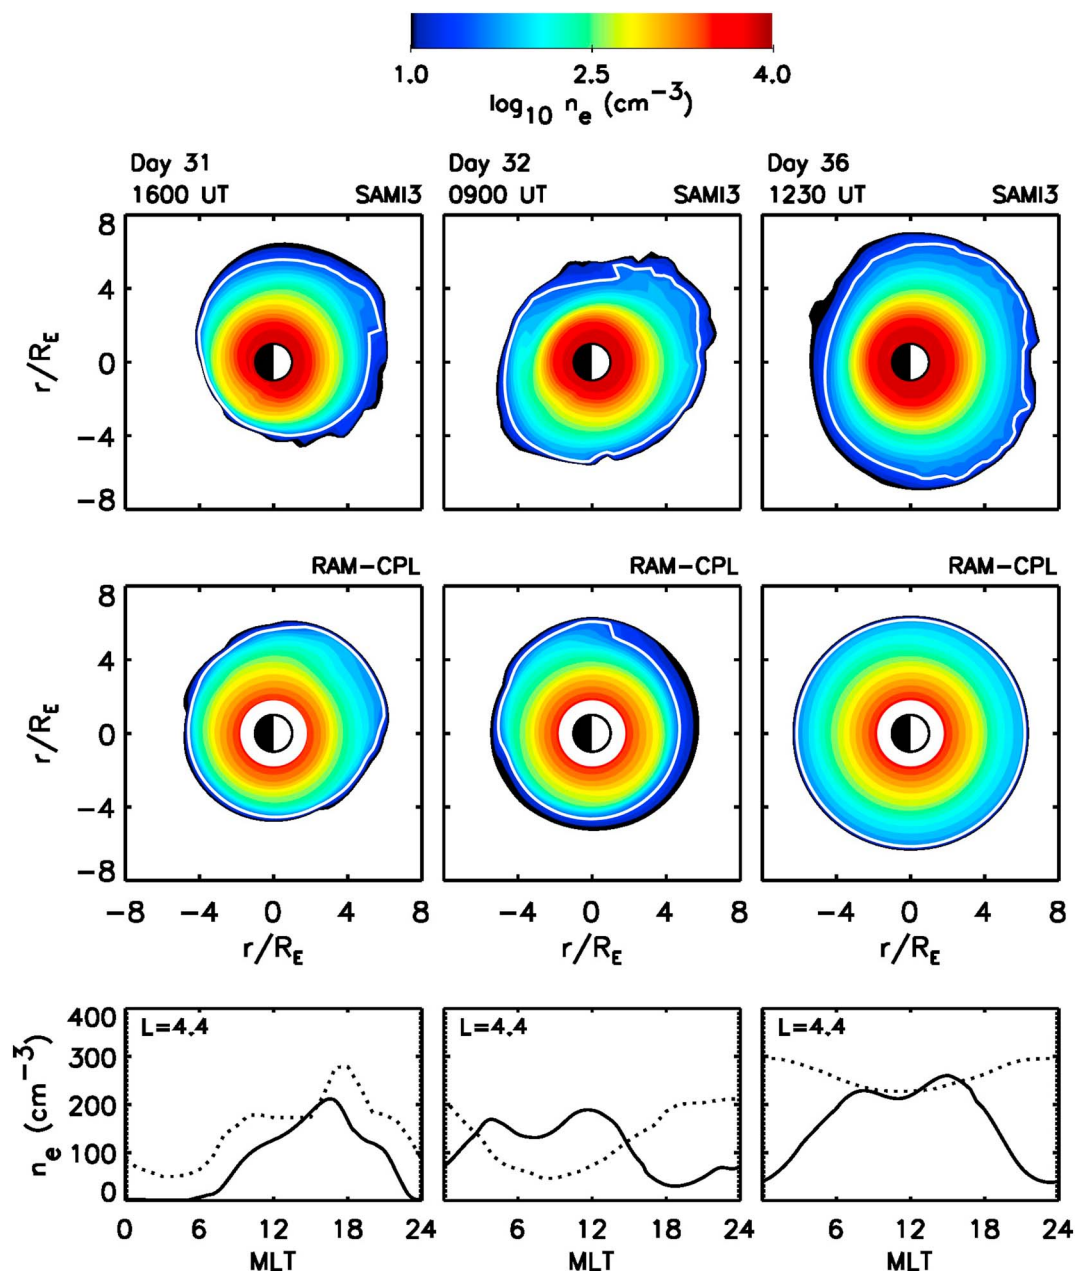 1.0 2.5 4.0
log10 ne (cm−3)
Day 31 Day 32 Day 36
1600 UT SAMI3 0900 UT SAMI3 1230 UT SAMI3
8
4
r/RE 0
−4
−8
RAM−CPL RAM−CPL RAM−CPL
8
4
r/RE 0
−4
−8
−8 −4 0 4 8 −4 0 4 8 −4 0 4 8
r/RE r/RE r/RE
400 L=4.4 L=4.4 L=4.4
300
ne (cm−3) 200
100
0
0 6 12 18 24 6 12 18 24 6 12 18 24
MLT MLT MLT